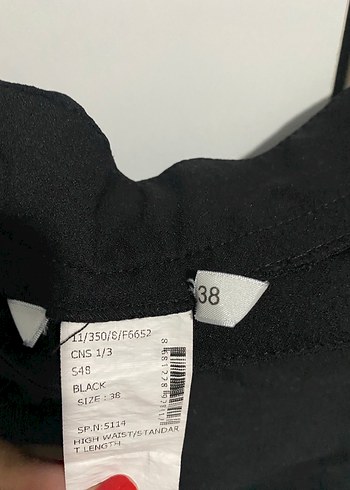 38
11/350/8/F6652
CNS 1/3
S48
BLACK
SIZE : 38
SP.N: 5114
HIGH WAIST/STANDAR
T LENGTH